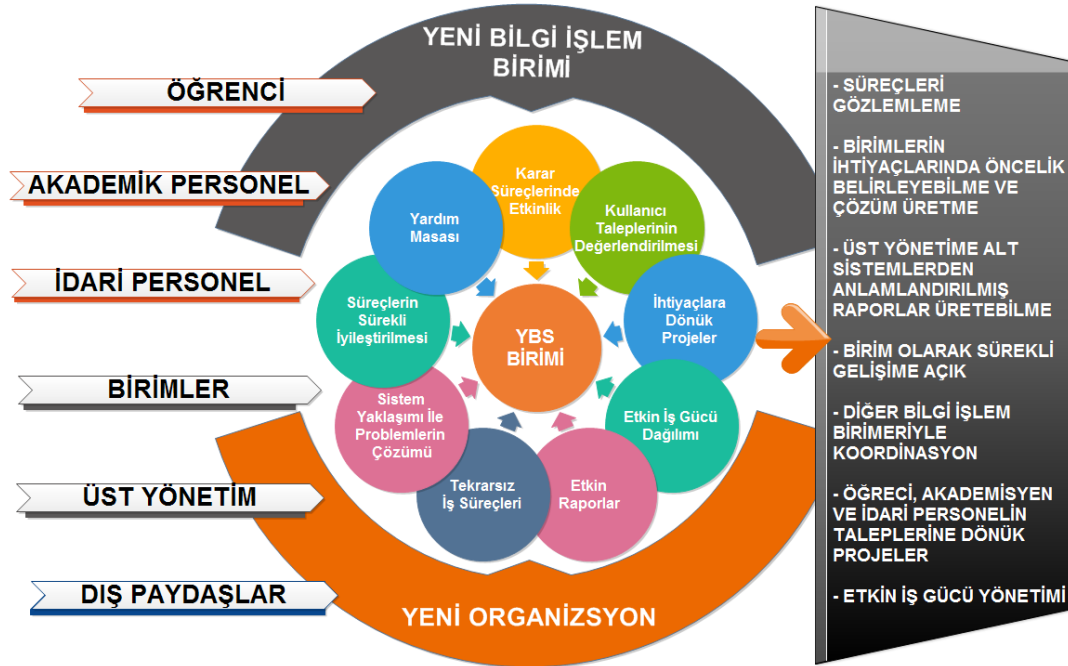 YENİ BİLGİ İŞLEM
BİRİMİ
ÖĞRENCİ
AKADEMİK PERSONEL
İDARİ PERSONEL
BİRİMLER
ÜST YÖNETİM
DIŞ PAYDAŞLAR
Karar
Süreçlerinde
Etkinlik
Kullanıcı
Taleplerinin
Değerlendirilmesi
İhtiyaçlara
Dönük
Projeler
Etkin İş Gücü
Dağılımı
Etkin
Raporlar
Tekrarsız
İş Süreçleri
Sistem
Yaklaşımı İle
Problemlerin
Çözümü
Süreçlerin
Sürekli
İyileştirilmesi
Yardım
Masası
YBS
BİRİMİ
YENİ ORGANİZSYON
- SÜREÇLERİ
GÖZLEMLEME
- BİRİMLERİN
İHTİYAÇLARINDA ÖNCELİK
BELİRLEYEBİLME VE
ÇÖZÜM ÜRETME
- ÜST YÖNETİME ALT
SİSTEMLERDEN
ANLAMLANDIRILMIŞ
RAPORLAR ÜRETEBİLME
- BİRİM OLARAK SÜREKLİ
GELİŞİME AÇIK
- DİĞER BİLGİ İŞLEM
BİRİMERİYLE
KOORDİNASYON
- ÖĞRECİ, AKADEMİSYEN
VE İDARİ PERSONELİN
TALEPLERİNE DÖNÜK
PROJELER
- ETKİN İŞ GÜCÜ YÖNETİMİ